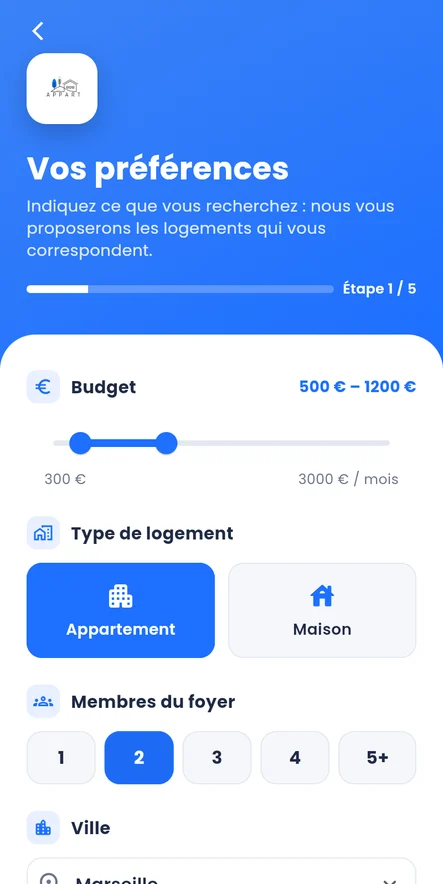 APPART
Vos préférences
Indiquez ce que vous recherchez : nous vous
proposerons les logements qui vous
correspondent.
Étape 1 / 5
Budget
500 € – 1200 €
300 €
3000 € / mois
Type de logement
Appartement
Maison
Membres du foyer
1
2
3
4
5+
Ville
Marseille